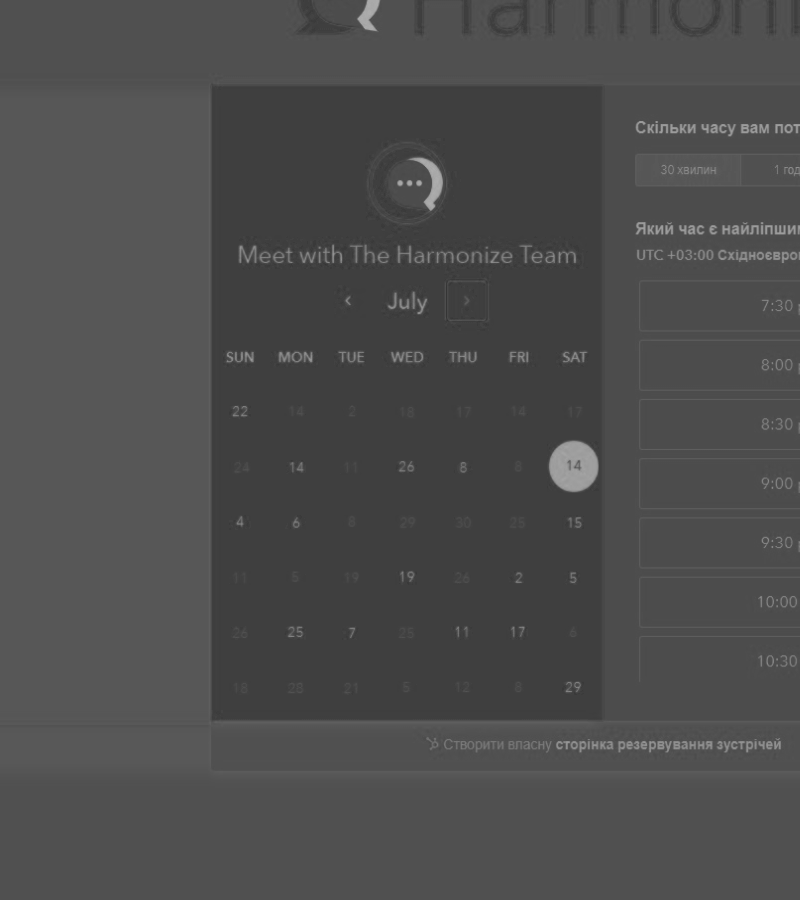 Harmoni
Скільки часу вам пот
30 хвилин
1 год
Meet with The Harmonize Team
Який час є найліпши
UTC +03:00 Східноєвро
July
7:30
SUN MON TUE WED THU FRI SAT
8:00
22 14 2 18 17 14 17
8:30
24 14 11 26 8 8 14
9:00
4 6 8 29 30 25 15
9:30
11 5 19 19 26 2 5
10:00
26 25 7 25 11 17 6
10:30
18 28 21 5 12 8 29
Створити власну сторінка резервування зустрічей